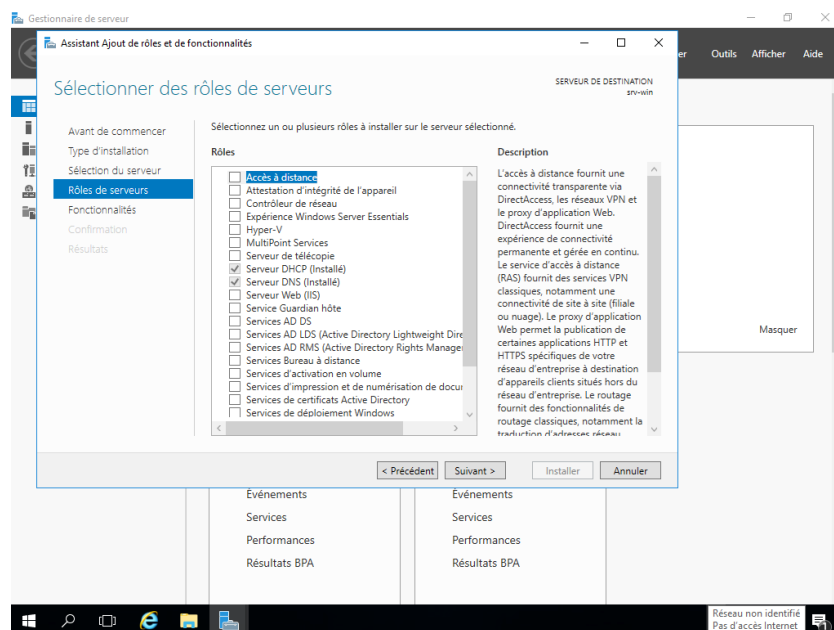 Gestionnaire de serveur
Assistant Ajout de rôles et de fonctionnalités
er Outils Afficher Aide
Sélectionner des rôles de serveurs
SERVEUR DE DESTINATION
srv-win
Avant de commencer
Type d'installation
Sélection du serveur
Rôles de serveurs
Fonctionnalités
Confirmation
Résultats
Sélectionnez un ou plusieurs rôles à installer sur le serveur sélectionné.
Rôles
Accès à distance
Attestation d'intégrité de l'appareil
Contrôleur de réseau
Expérience Windows Server Essentials
Hyper-V
MultiPoint Services
Serveur de télécopie
Serveur DHCP (Installé)
Serveur DNS (Installé)
Serveur Web (IIS)
Service Guardian hôte
Services AD DS
Services AD LDS (Active Directory Lightweight Dire
Services AD RMS (Active Directory Rights Manage
Services Bureau à distance
Services d'activation en volume
Services d'impression et de numérisation de docur
Services de certificats Active Directory
Services de déploiement Windows
Description
L'accès à distance fournit une
connectivité transparente via
DirectAccess, les réseaux VPN et
le proxy d'application Web.
DirectAccess fournit une
expérience de connectivité
permanente et gérée en continu.
Le service d'accès à distance
(RAS) fournit des services VPN
classiques, notamment une
connectivité de site à site (filiale
ou nuage). Le proxy d'application
Web permet la publication de
certaines applications HTTP et
HTTPS spécifiques de votre
réseau d'entreprise à destination
d'appareils clients situés hors du
réseau d'entreprise. Le routage
fournit des fonctionnalités de
routage classiques, notamment la
traduction d'adresses réseau
Masquer
< Précédent Suivant > Installer Annuler
Événements Événements
Services Services
Performances Performances
Résultats BPA Résultats BPA
Réseau non identifié
Pas d'accès Internet
1